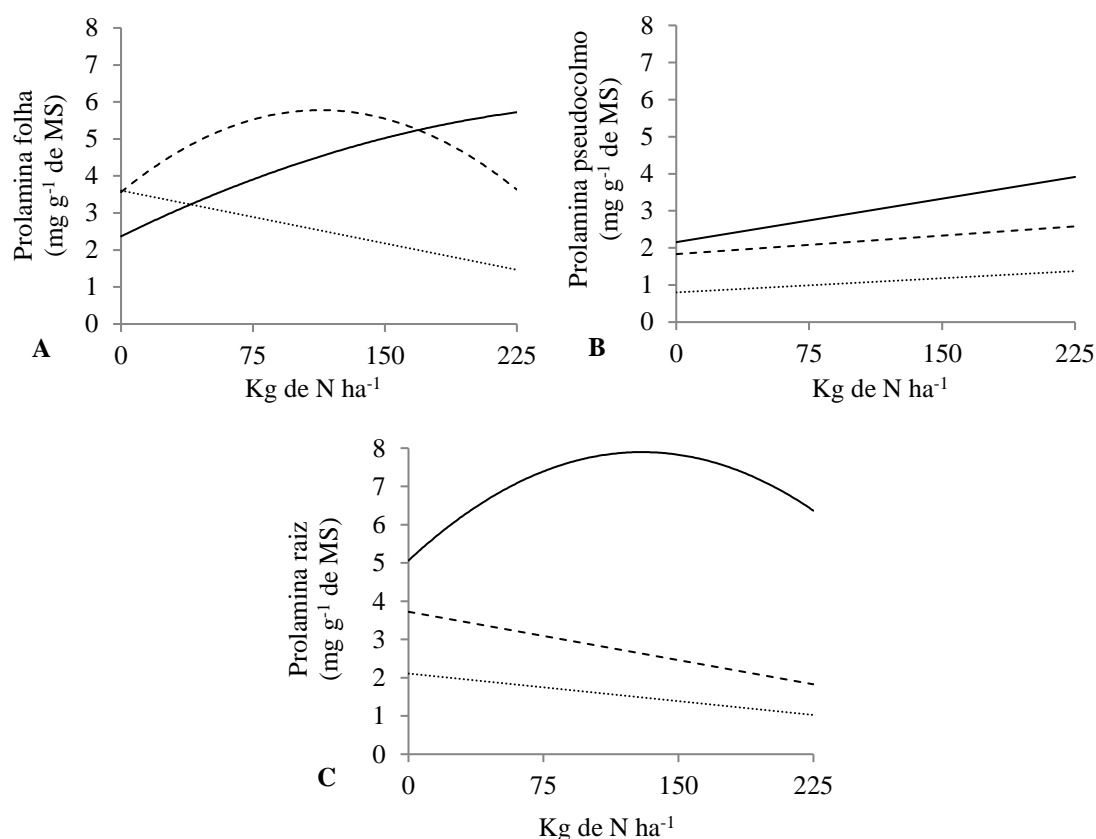 Prolamina folha
(mg g⁻¹ de MS)
8
7
6
5
4
3
2
1
0
0 75 150 225
Kg de N ha⁻¹
A
Prolamina pseudocolmo
(mg g⁻¹ de MS)
8
7
6
5
4
3
2
1
0
0 75 150 225
Kg de N ha⁻¹
B
Prolamina raiz
(mg g⁻¹ de MS)
8
7
6
5
4
3
2
1
0
0 75 150 225
Kg de N ha⁻¹
C